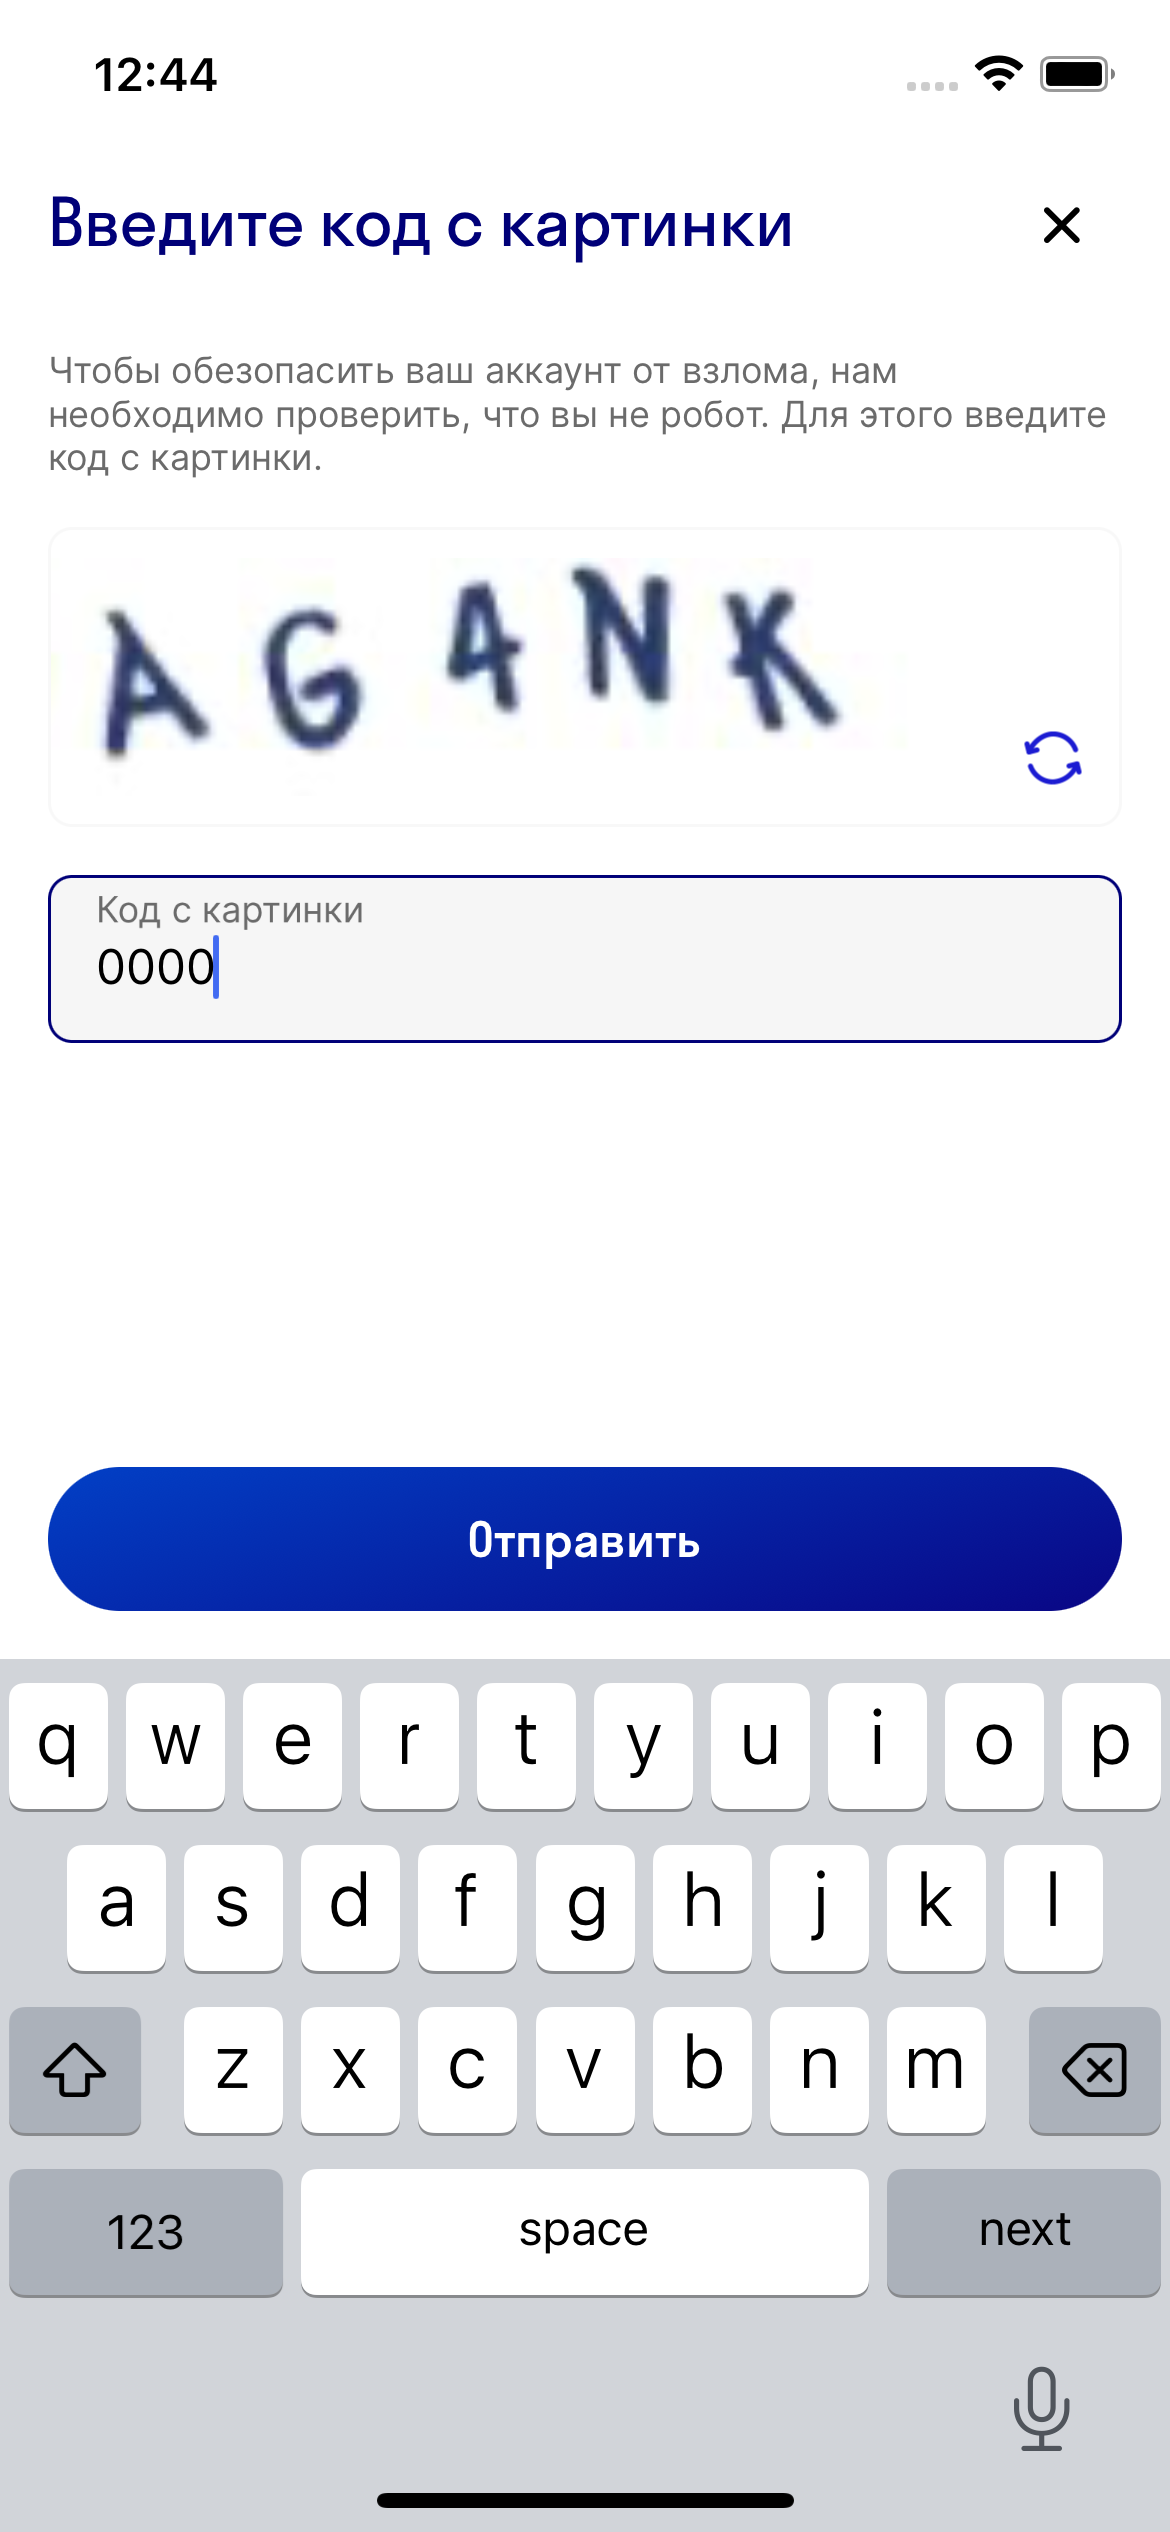 12:44
Введите код с картинки
Чтобы обезопасить ваш аккаунт от взлома, нам
необходимо проверить, что вы не робот. Для этого введите
код с картинки.
AG4NK
Код с картинки
0000
Отправить
q w e r t y u i o p
a s d f g h j k l
z x c v b n m
123 space next